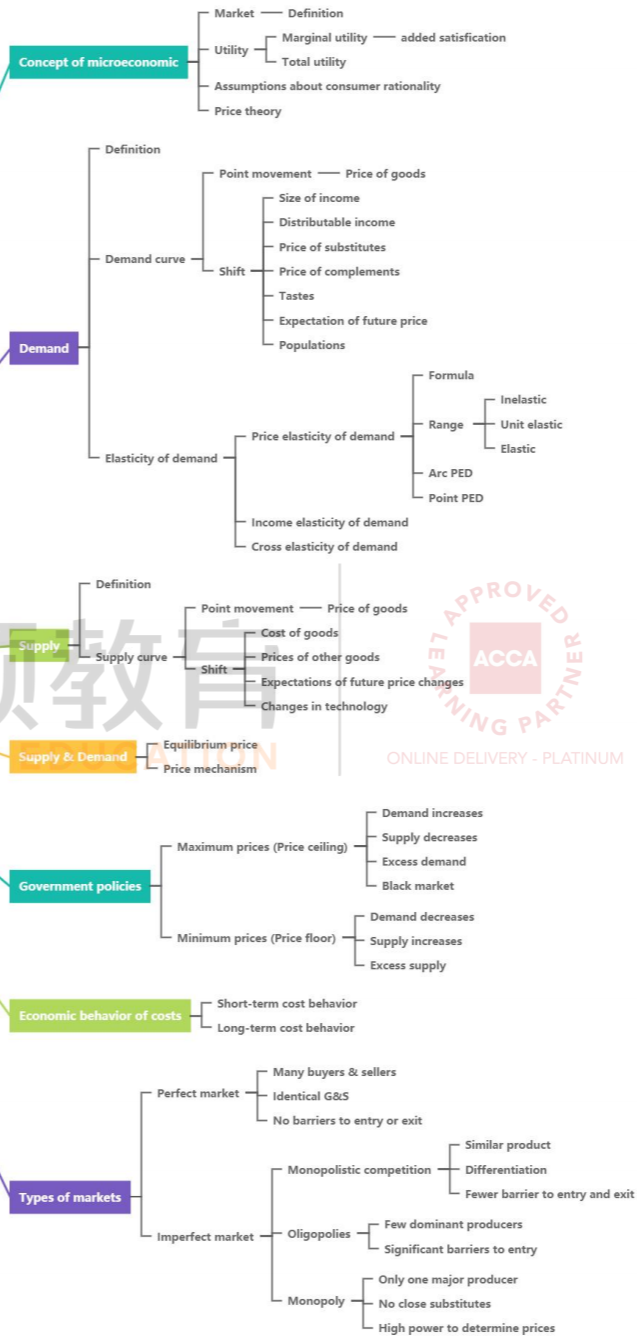 Market
Definition
Concept of microeconomic
Utility
Marginal utility
added satisfication
Total utility
Assumptions about consumer rationality
Price theory
Demand
Definition
Demand curve
Point movement
Price of goods
Shift
Size of income
Distributable income
Price of substitutes
Price of complements
Tastes
Expectation of future price
Populations
Elasticity of demand
Price elasticity of demand
Formula
Range
Inelastic
Unit elastic
Elastic
Arc PED
Point PED
Income elasticity of demand
Cross elasticity of demand
Supply
Definition
Supply curve
Point movement
Price of goods
Shift
Cost of goods
Prices of other goods
Expectations of future price changes
Changes in technology
教育
EDUCATION
APPROVED LEARNING PARTNER
ACCA
ONLINE DELIVERY - PLATINUM
Supply & Demand
Equilibrium price
Price mechanism
Government policies
Maximum prices (Price ceiling)
Demand increases
Supply decreases
Excess demand
Black market
Minimum prices (Price floor)
Demand decreases
Supply increases
Excess supply
Economic behavior of costs
Short-term cost behavior
Long-term cost behavior
Types of markets
Perfect market
Many buyers & sellers
Identical G&S
No barriers to entry or exit
Imperfect market
Monopolistic competition
Similar product
Differentiation
Fewer barrier to entry and exit
Oligopolies
Few dominant producers
Significant barriers to entry
Monopoly
Only one major producer
No close substitutes
High power to determine prices